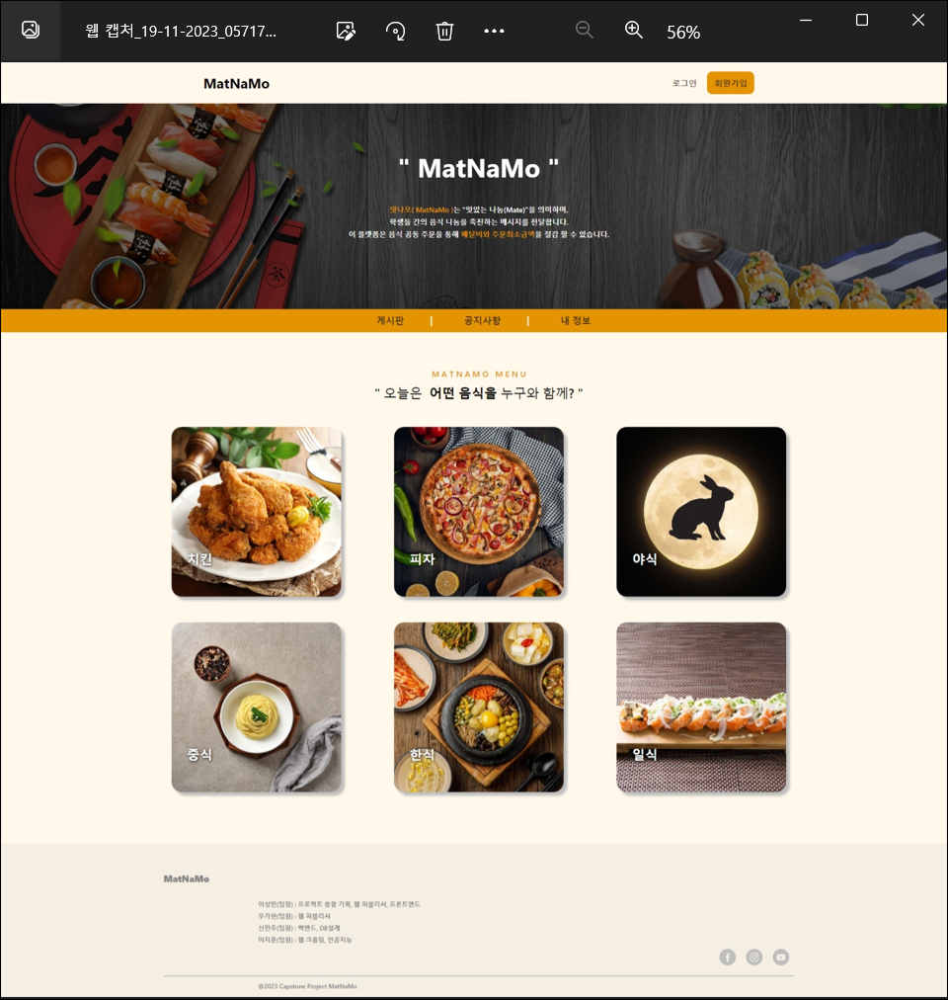 웹 캡처_19-11-2023_05717...
56%
MatNaMo
로그인
회원가입
" MatNaMo "
맛나모( MatNaMo )는 "맛있는 나눔(Mate)"을 의미하며,
학생들 간의 음식 나눔을 촉진하는 메시지를 전달합니다.
이 플랫폼은 음식 공동 주문을 통해 배달비와 주문최소금액을 절감 할 수 있습니다.
게시판 | 공지사항 | 내 정보
MATNAMO MENU
" 오늘은 어떤 음식을 누구와 함께? "
치킨
피자
야식
중식
한식
일식
MatNaMo
이성민(팀장) : 프로젝트 총괄 기획, 웹 퍼블리셔, 프론트엔드
우가현(팀원) : 웹 퍼블리셔
신민주(팀원) : 백엔드, DB설계
이지훈(팀원) : 웹 크롤링, 인공지능
@2023 Capstone Project MatNaMo